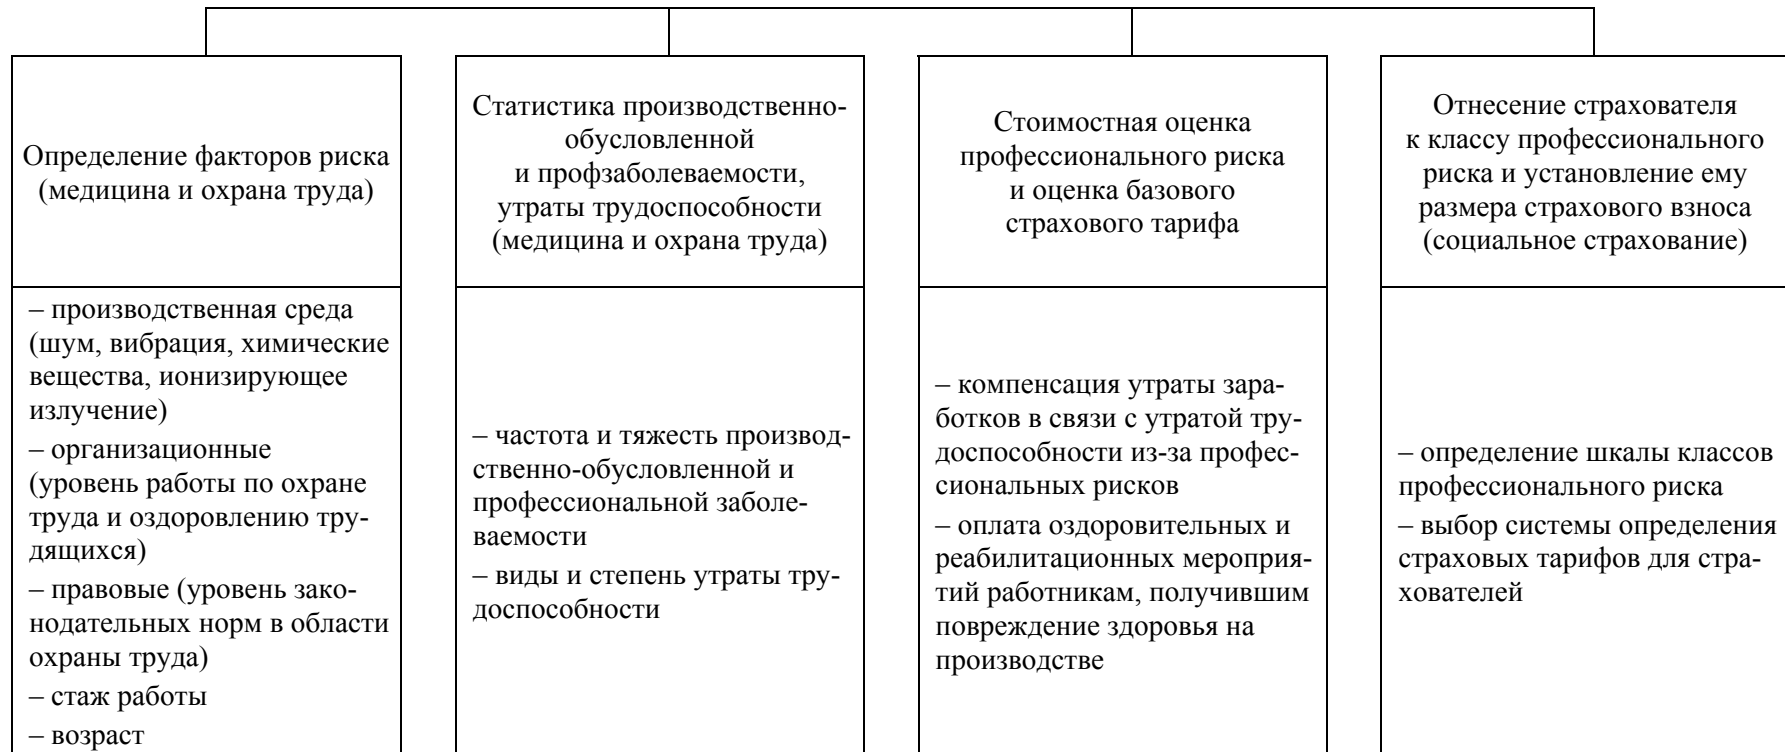 Определение факторов риска
(медицина и охрана труда)
– производственная среда
(шум, вибрация, химические
вещества, ионизирующее
излучение)
– организационные
(уровень работы по охране
труда и оздоровлению тру-
дящихся)
– правовые (уровень зако-
нодательных норм в области
охраны труда)
– стаж работы
– возраст
Статистика производственно-
обусловленной
и профзаболеваемости,
утраты трудоспособности
(медицина и охрана труда)
– частота и тяжесть производ-
ственно-обусловленной и
профессиональной заболе-
ваемости
– виды и степень утраты тру-
доспособности
Стоимостная оценка
профессионального риска
и оценка базового
страхового тарифа
– компенсация утраты зара-
ботков в связи с утратой тру-
доспособности из-за профес-
сиональных рисков
– оплата оздоровительных и
реабилитационных мероприя-
тий работникам, получившим
повреждение здоровья на
производстве
Отнесение страхователя
к классу профессионального
риска и установление ему
размера страхового взноса
(социальное страхование)
– определение шкалы классов
профессионального риска
– выбор системы определения
страховых тарифов для стра-
хователей